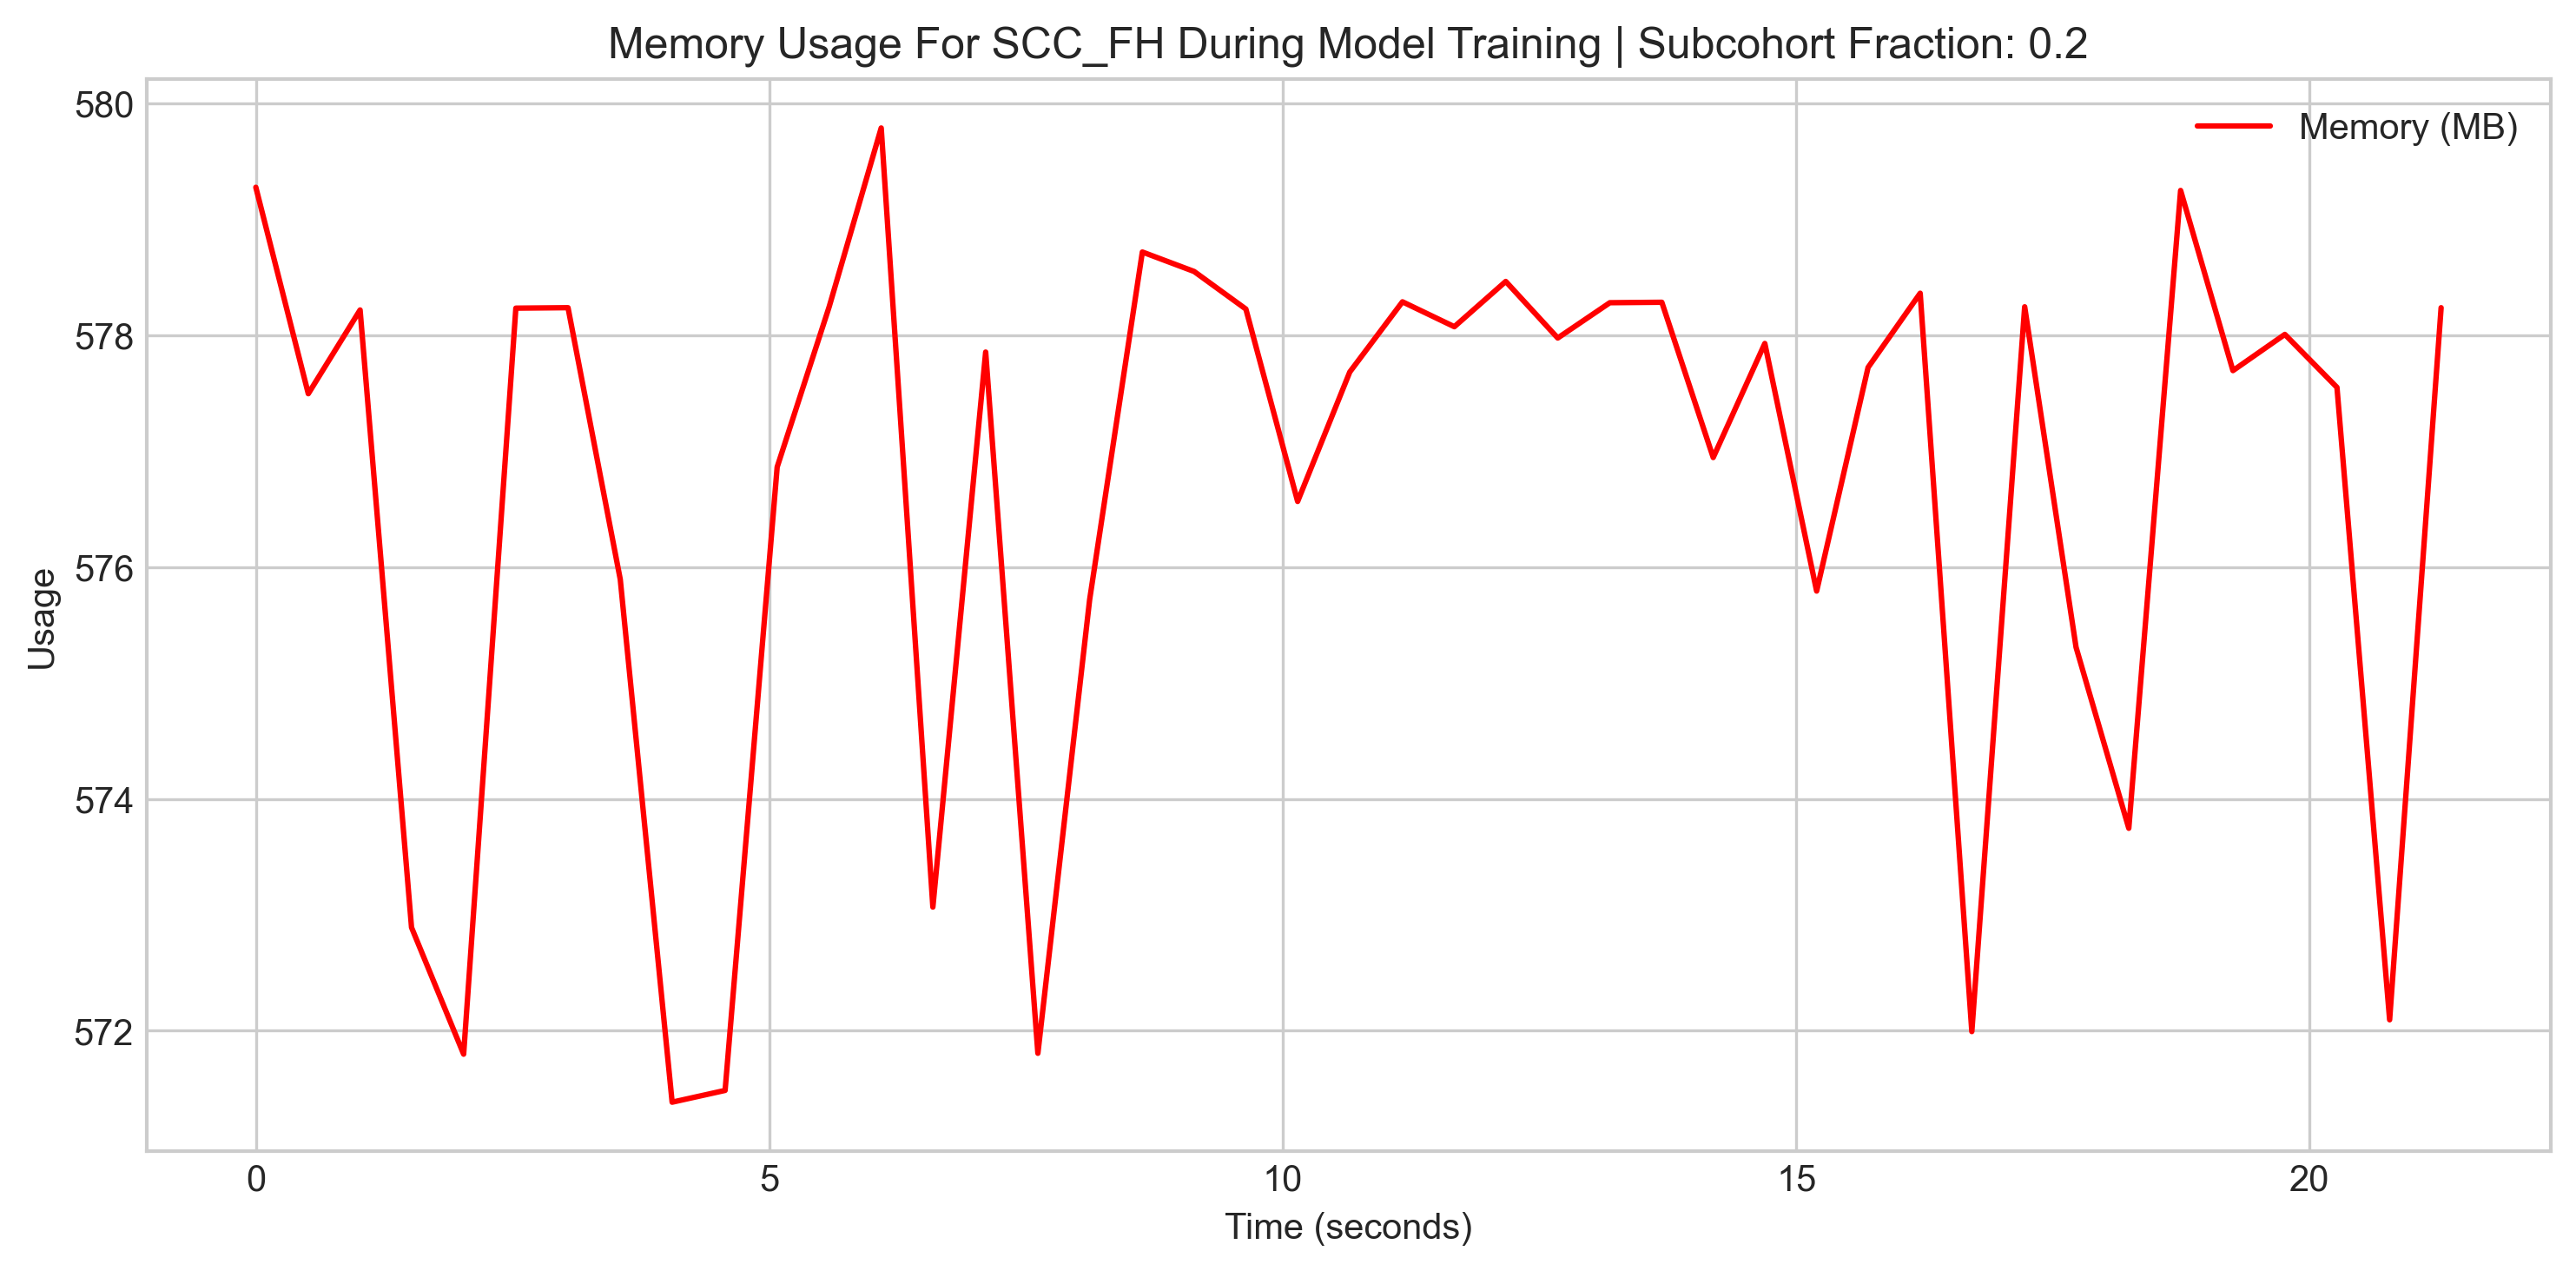 Memory Usage For SCC_FH During Model Training | Subcohort Fraction: 0.2
Memory (MB)
Usage
580
578
576
574
572
0 5 10 15 20
Time (seconds)